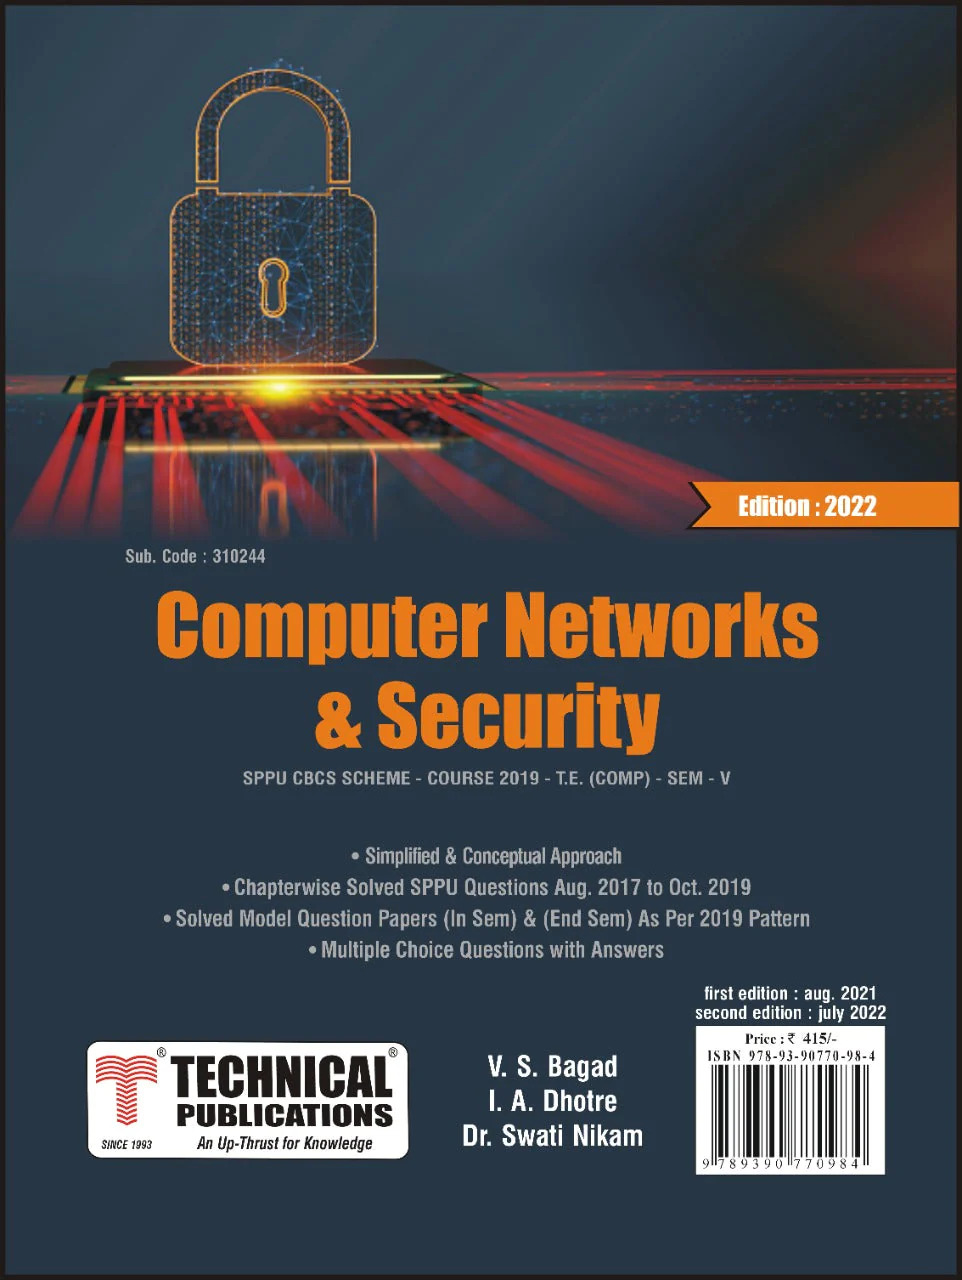 Edition : 2022
Sub. Code : 310244
Computer Networks
& Security
SPPU CBCS SCHEME - COURSE 2019 - T.E. (COMP) - SEM - V
• Simplified & Conceptual Approach
• Chapterwise Solved SPPU Questions Aug. 2017 to Oct. 2019
• Solved Model Question Papers (In Sem) & (End Sem) As Per 2019 Pattern
• Multiple Choice Questions with Answers
first edition : aug. 2021
second edition : july 2022
Price : ₹ 415/-
ISBN 978-93-90770-98-4
9 789390 770984
® TECHNICAL ®
PUBLICATIONS
SINCE 1993 An Up-Thrust for Knowledge
V. S. Bagad
I. A. Dhotre
Dr. Swati Nikam